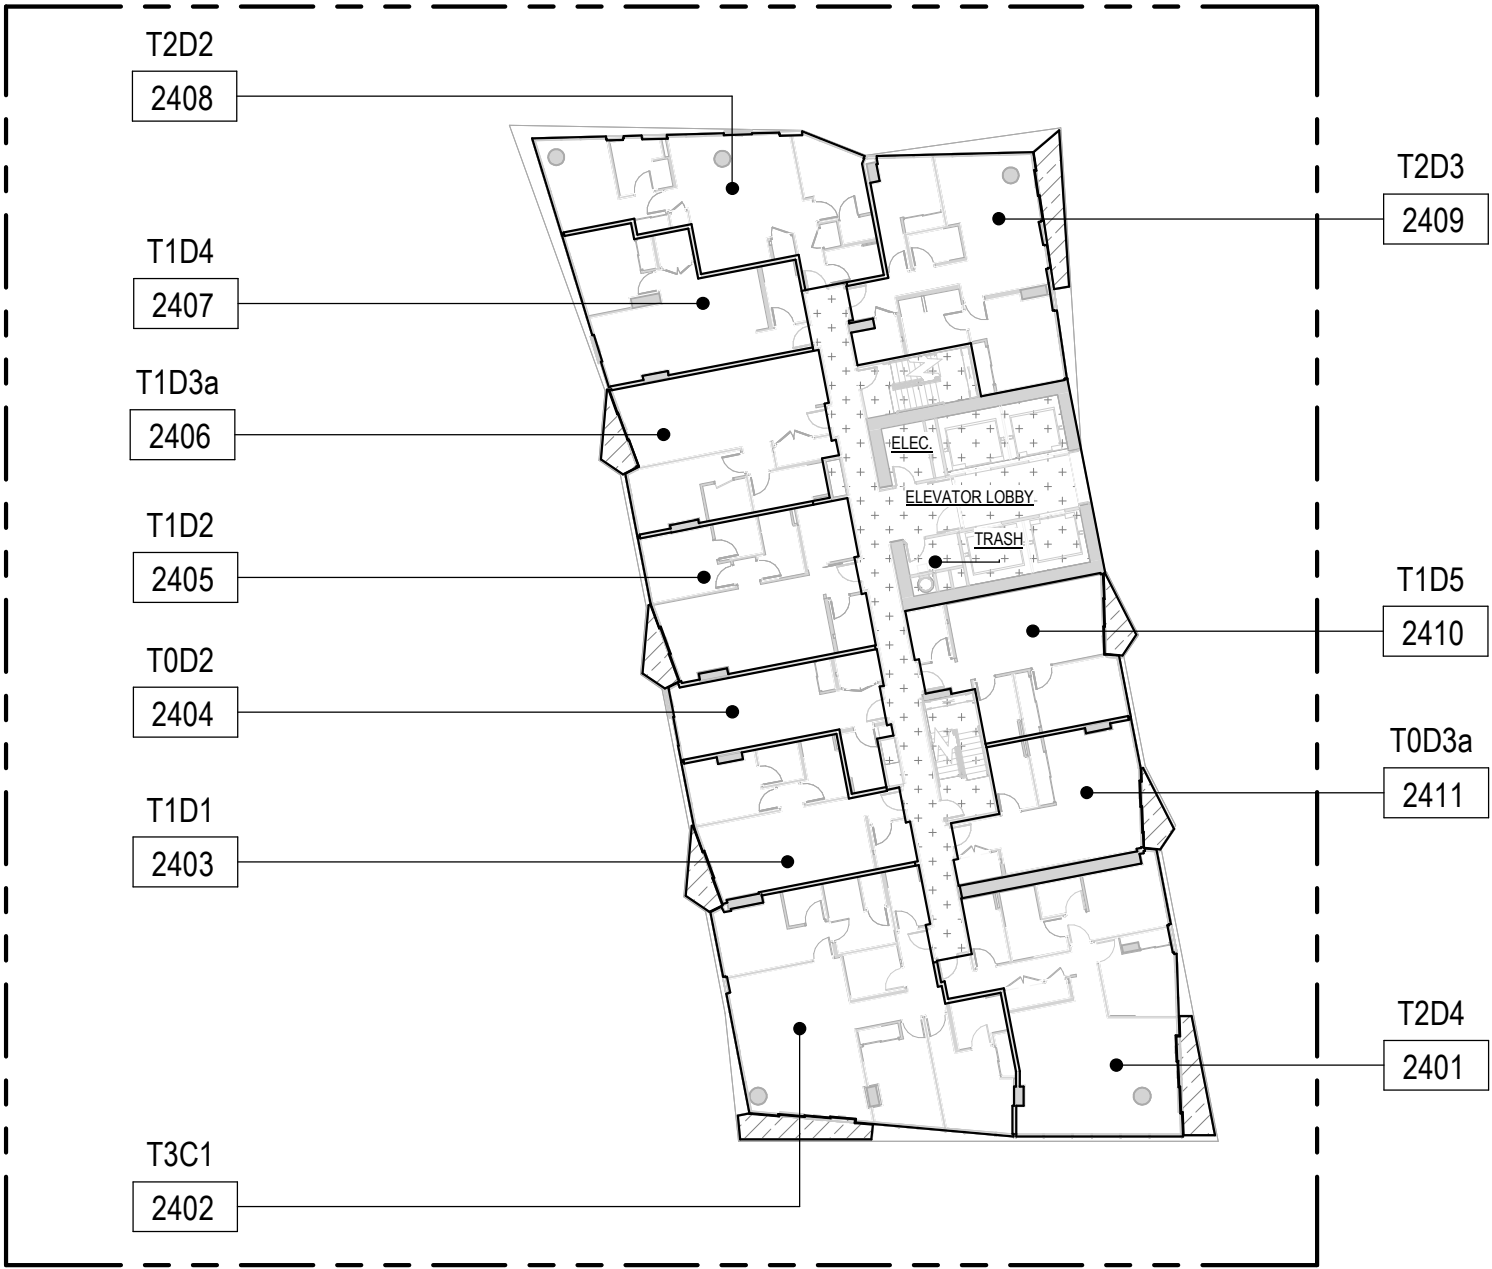 T2D2
2408
T1D4
2407
T1D3a
2406
T1D2
2405
T0D2
2404
T1D1
2403
T3C1
2402
ELEC.
ELEVATOR LOBBY
TRASH
T2D3
2409
T1D5
2410
T0D3a
2411
T2D4
2401